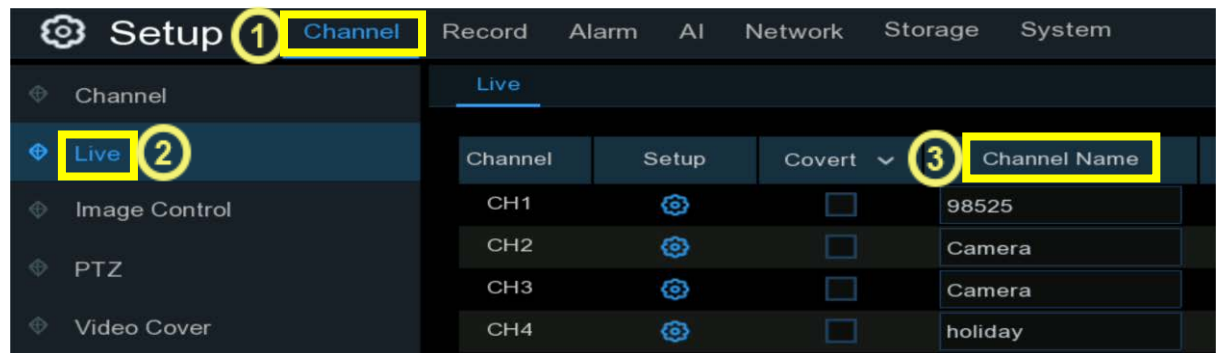 Setup 1 Channel Record Alarm AI Network Storage System
Channel
Live 2
Image Control
PTZ
Video Cover
Live
Channel Setup Covert 3 Channel Name
CH1 98525
CH2 Camera
CH3 Camera
CH4 holiday